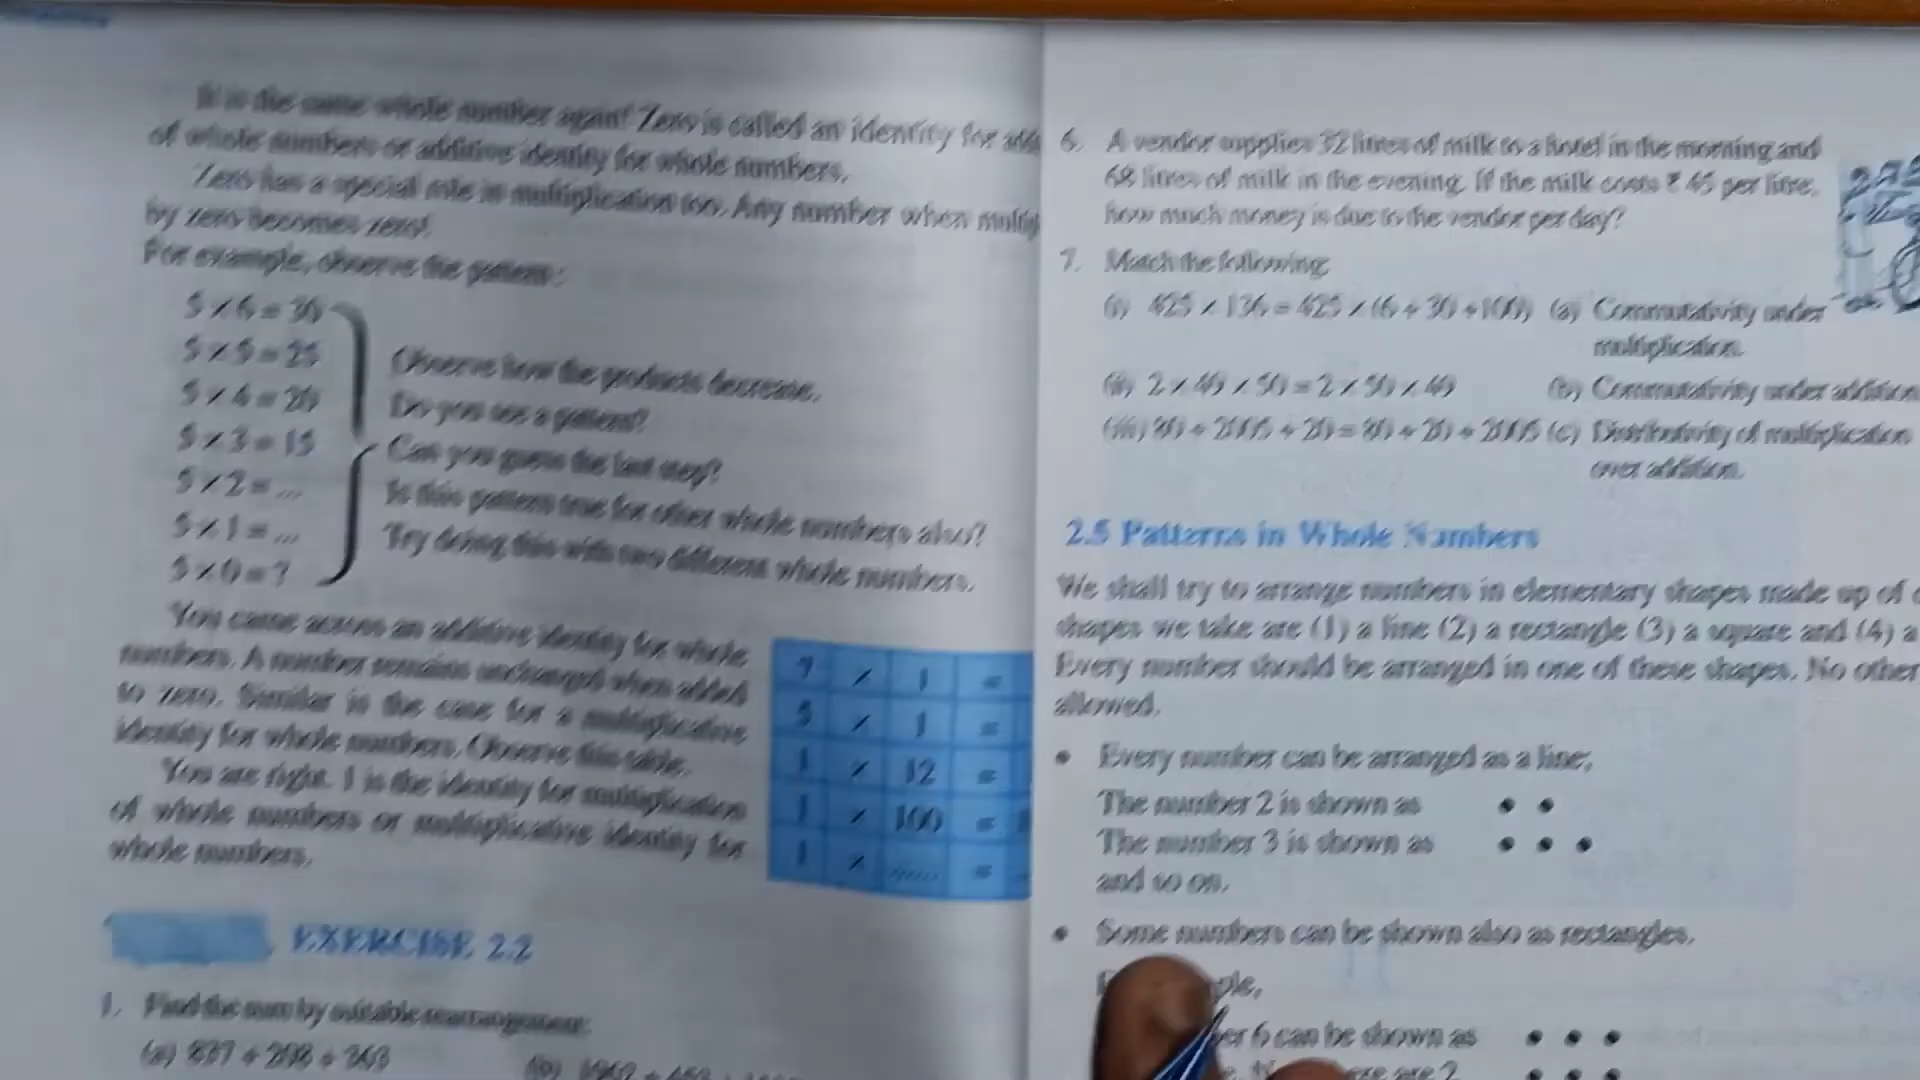 It is the same whole number again! Zero is called an identity for add
of whole numbers or additive identity for whole numbers.
Zero has a special role in multiplication too. Any number when multip
by zero becomes zero!
For example, observe the pattern :
5 × 6 = 30
5 × 5 = 25
5 × 4 = 20
5 × 3 = 15
5 × 2 = ...
5 × 1 = ...
5 × 0 = ?
Observe how the products decrease.
Do you see a pattern?
Can you guess the last step?
Is this pattern true for other whole numbers also?
Try doing this with two different whole numbers.
You came across an additive identity for whole
numbers. A number remains unchanged when added
to zero. Similar is the case for a multiplicative
identity for whole numbers. Observe this table.
You are right. 1 is the identity for multiplication
of whole numbers or multiplicative identity for
whole numbers.
7 × 1 =
5 × 1 =
1 × 12 =
1 × 100 =
1 × ...... =
EXERCISE 2.2
1. Find the sum by suitable rearrangement:
(a) 837 + 208 + 363
(b) 1962 + 453 +
6. A vendor supplies 32 litres of milk to a hotel in the morning and
68 litres of milk in the evening. If the milk costs ₹ 45 per litre,
how much money is due to the vendor per day?
7. Match the following:
(i) 425 × 136 = 425 × (6 + 30 +100) (a) Commutativity under
multiplication.
(ii) 2 × 49 × 50 = 2 × 50 × 49 (b) Commutativity under addition
(iii) 80 + 2005 + 20 = 80 + 20 + 2005 (c) Distributivity of multiplication
over addition.
2.5 Patterns in Whole Numbers
We shall try to arrange numbers in elementary shapes made up of
shapes we take are (1) a line (2) a rectangle (3) a square and (4) a
Every number should be arranged in one of these shapes. No other
allowed.
• Every number can be arranged as a line;
The number 2 is shown as
The number 3 is shown as
and so on.
• Some numbers can be shown also as rectangles.
ple,
er 6 can be shown as